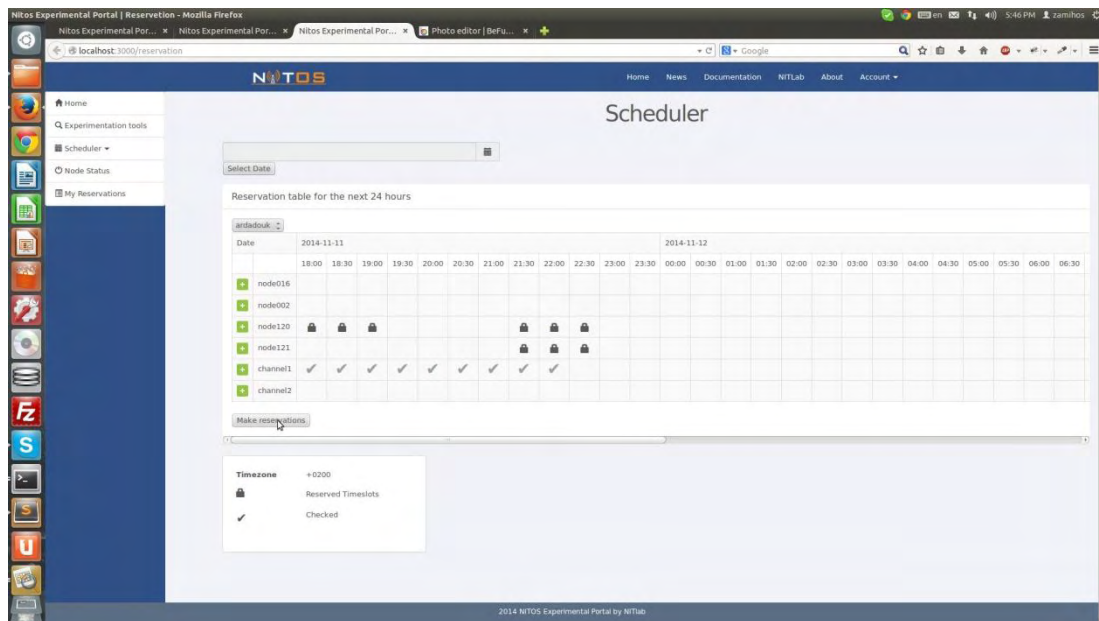 Nitos Experimental Portal | Reservetion - Mozilla Firefox
en 5:46 PM zamihos
Nitos Experimental Por... × Nitos Experimental Por... × Nitos Experimental Por... × Photo editor | BeFu... ×
localhost:3000/reservation Google
NITOS Home News Documentation NITLab About Account
Home
Experimentation tools
Scheduler
Node Status
My Reservations
Scheduler
Select Date
Reservation table for the next 24 hours
ardadouk
Date 2014-11-11 2014-11-12
18:00 18:30 19:00 19:30 20:00 20:30 21:00 21:30 22:00 22:30 23:00 23:30 00:00 00:30 01:00 01:30 02:00 02:30 03:00 03:30 04:00 04:30 05:00 05:30 06:00 06:30
+ node016
+ node002
+ node120
+ node121
+ channel1
+ channel2
Make reservations
Timezone +0200
Reserved Timeslots
Checked
2014 NITOS Experimental Portal by NITlab